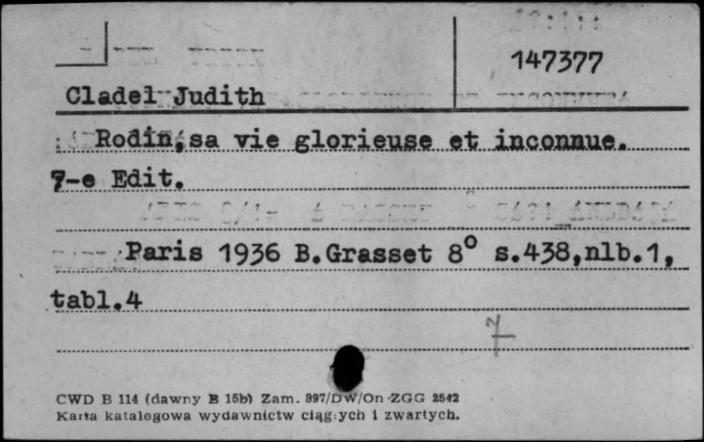 147377
Cladel Judith
Rodin,sa vie glorieuse et inconnue.
7-e Edit.
Paris 1936 B.Grasset 8° s.438,nlb.1,
tabl.4
CWD B 114 (dawny B 15b) Zam. 997/DW/On-ZGG 2542
Karta katalogowa wydawnictw ciągłych i zwartych.